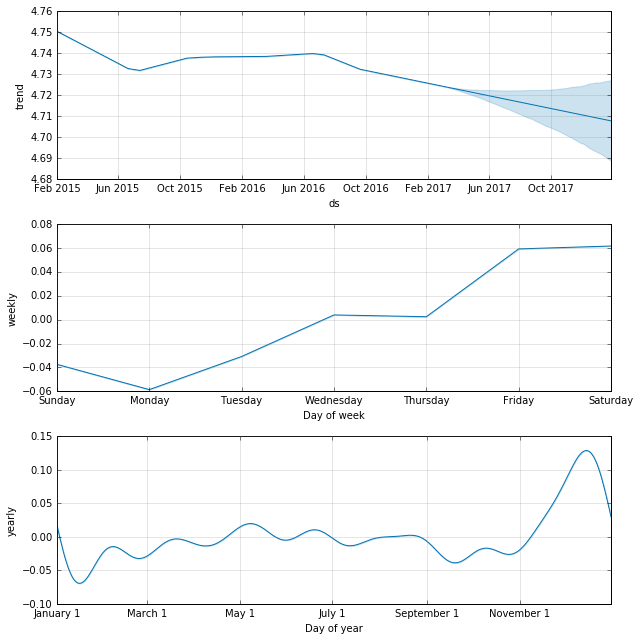 4.76
4.75
4.74
4.73
4.72
4.71
4.70
4.69
4.68
trend
Feb 2015 Jun 2015 Oct 2015 Feb 2016 Jun 2016 Oct 2016 Feb 2017 Jun 2017 Oct 2017
ds
0.08
0.06
0.04
0.02
0.00
−0.02
−0.04
−0.06
weekly
Sunday Monday Tuesday Wednesday Thursday Friday Saturday
Day of week
0.15
0.10
0.05
0.00
−0.05
−0.10
yearly
January 1 March 1 May 1 July 1 September 1 November 1
Day of year